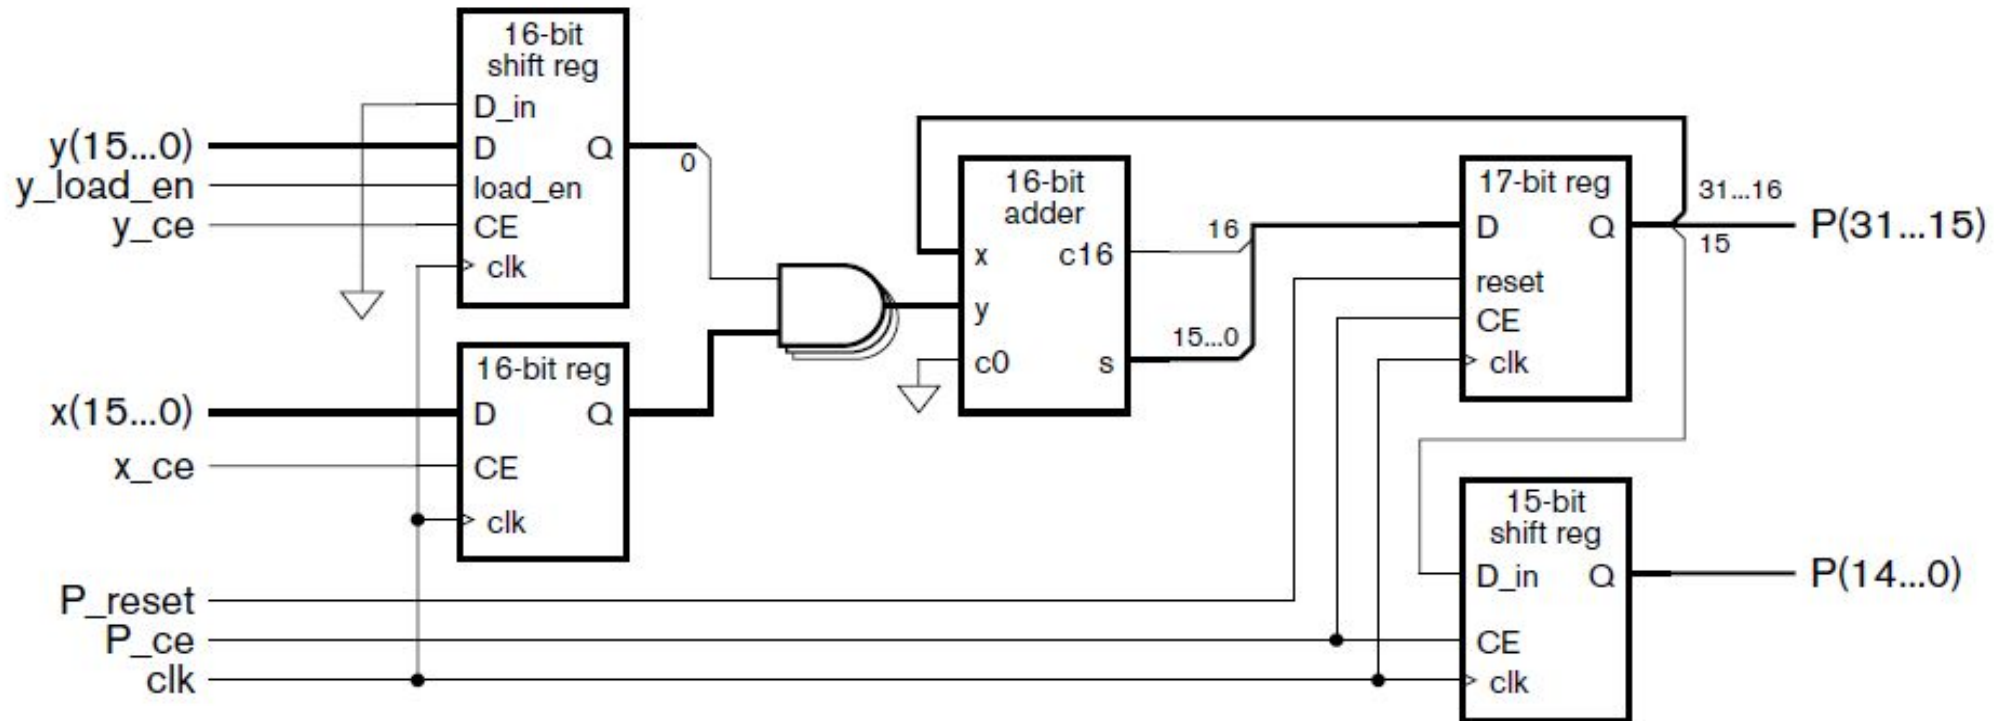 16-bit
shift reg
D_in
y(15...0)
D
Q
0
y_load_en
load_en
y_ce
CE
clk
16-bit reg
x(15...0)
D
Q
x_ce
CE
clk
P_reset
P_ce
clk
16-bit
adder
x
c16
16
y
15...0
c0
s
17-bit reg
D
Q
31...16
P(31...15)
15
reset
CE
clk
15-bit
shift reg
D_in
Q
P(14...0)
CE
clk